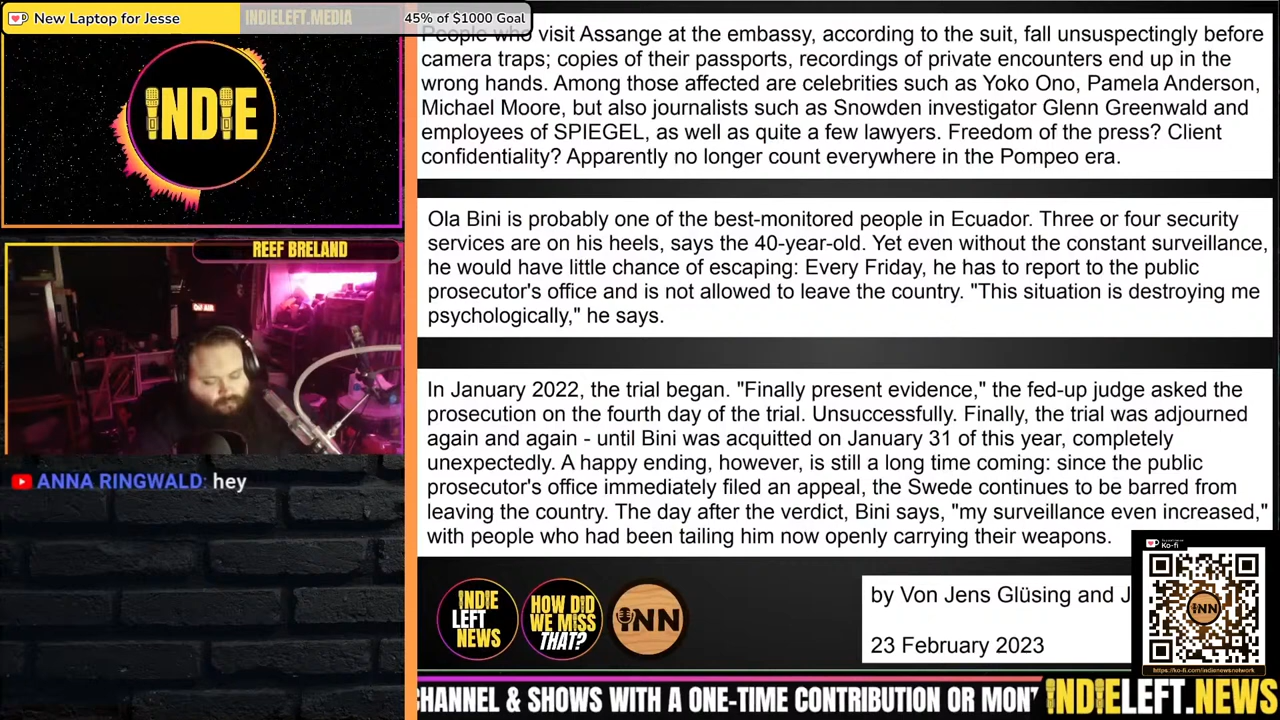 New Laptop for Jesse
INDIELEFT.MEDIA
45% of $1000 Goal
INDIE
REEF BRELAND
ON AIR
ANNA RINGWALD: hey
People who visit Assange at the embassy, according to the suit, fall unsuspectingly before
camera traps; copies of their passports, recordings of private encounters end up in the
wrong hands. Among those affected are celebrities such as Yoko Ono, Pamela Anderson,
Michael Moore, but also journalists such as Snowden investigator Glenn Greenwald and
employees of SPIEGEL, as well as quite a few lawyers. Freedom of the press? Client
confidentiality? Apparently no longer count everywhere in the Pompeo era.
Ola Bini is probably one of the best-monitored people in Ecuador. Three or four security
services are on his heels, says the 40-year-old. Yet even without the constant surveillance,
he would have little chance of escaping: Every Friday, he has to report to the public
prosecutor's office and is not allowed to leave the country. "This situation is destroying me
psychologically," he says.
In January 2022, the trial began. "Finally present evidence," the fed-up judge asked the
prosecution on the fourth day of the trial. Unsuccessfully. Finally, the trial was adjourned
again and again - until Bini was acquitted on January 31 of this year, completely
unexpectedly. A happy ending, however, is still a long time coming: since the public
prosecutor's office immediately filed an appeal, the Swede continues to be barred from
leaving the country. The day after the verdict, Bini says, "my surveillance even increased,"
with people who had been tailing him now openly carrying their weapons.
INDIE
LEFT
NEWS
HOW DID
WE MISS
THAT?
INN
by Von Jens Glüsing and J
23 February 2023
Ko-fi
INN
https://ko-fi.com/indienewsnetwork
CHANNEL & SHOWS WITH A ONE-TIME CONTRIBUTION OR MONT
INDIELEFT.NEWS